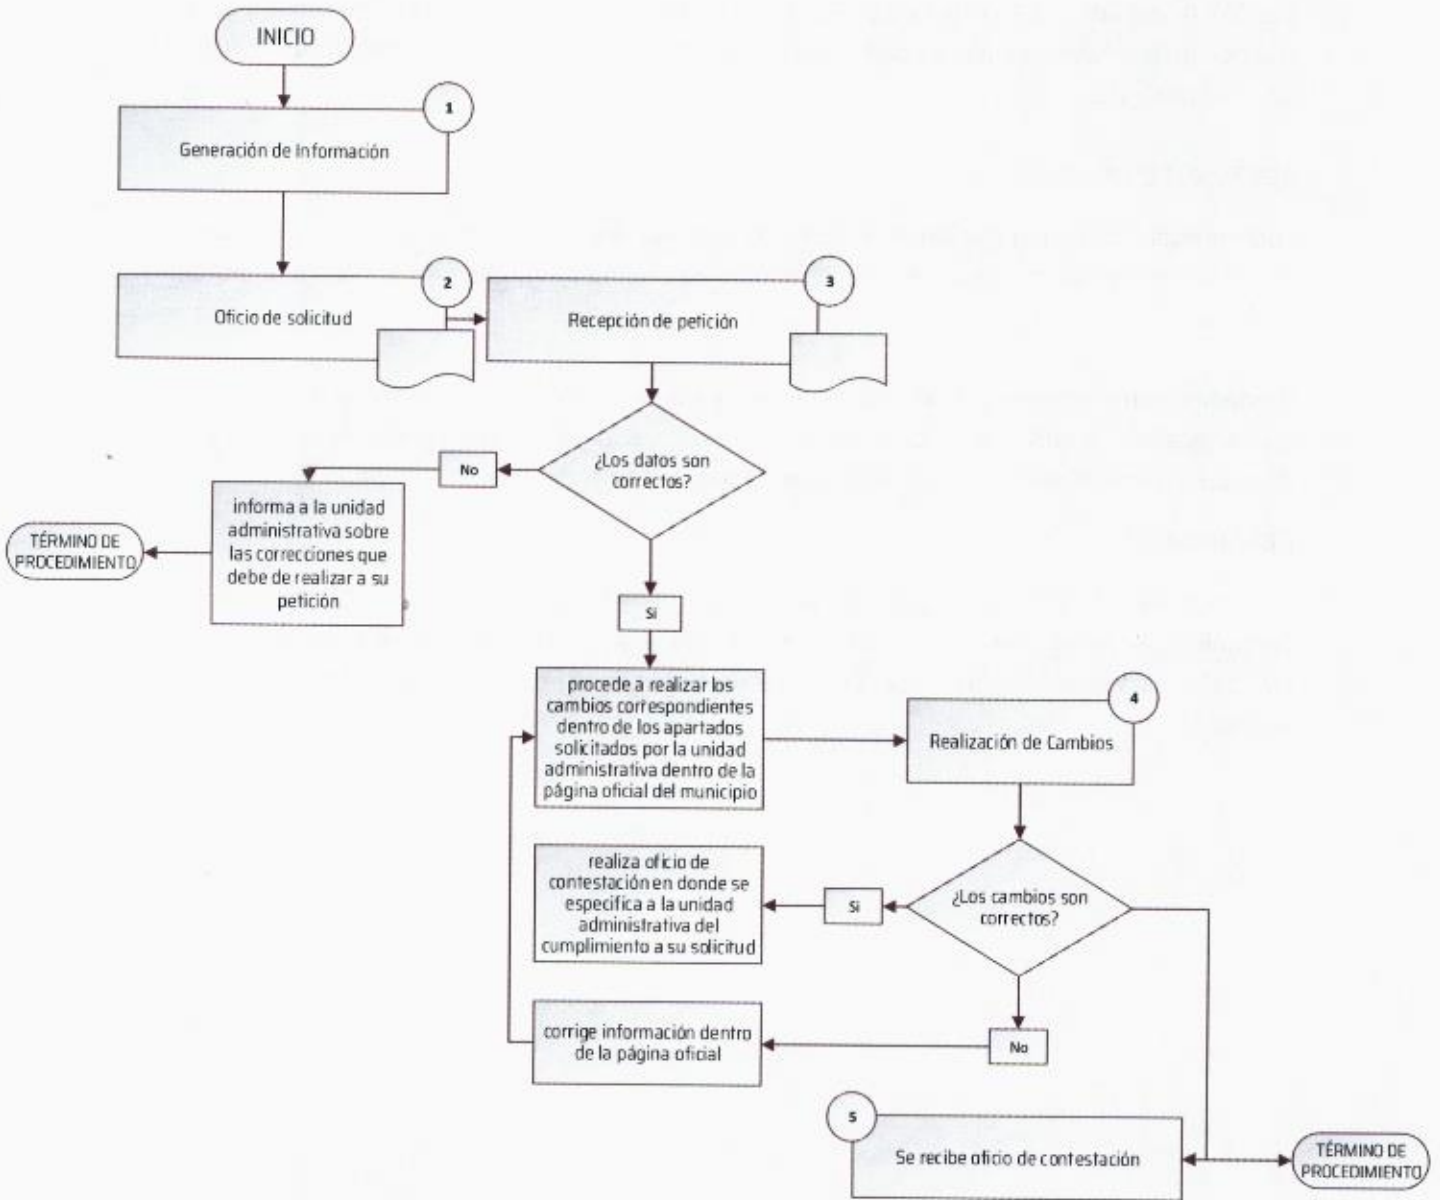 INICIO
1
Generación de Información
2
Oficio de solicitud
3
Recepción de petición
¿Los datos son
correctos?
No
informa a la unidad
administrativa sobre
las correcciones que
debe de realizar a su
petición
TÉRMINO DE
PROCEDIMIENTO
Si
procede a realizar los
cambios correspondientes
dentro de los apartados
solicitados por la unidad
administrativa dentro de la
página oficial del municipio
4
Realización de Cambios
¿Los cambios son
correctos?
Si
realiza oficio de
contestación en donde se
especifica a la unidad
administrativa del
cumplimiento a su solicitud
No
corrige información dentro
de la página oficial
5
Se recibe oficio de contestación
TÉRMINO DE
PROCEDIMIENTO